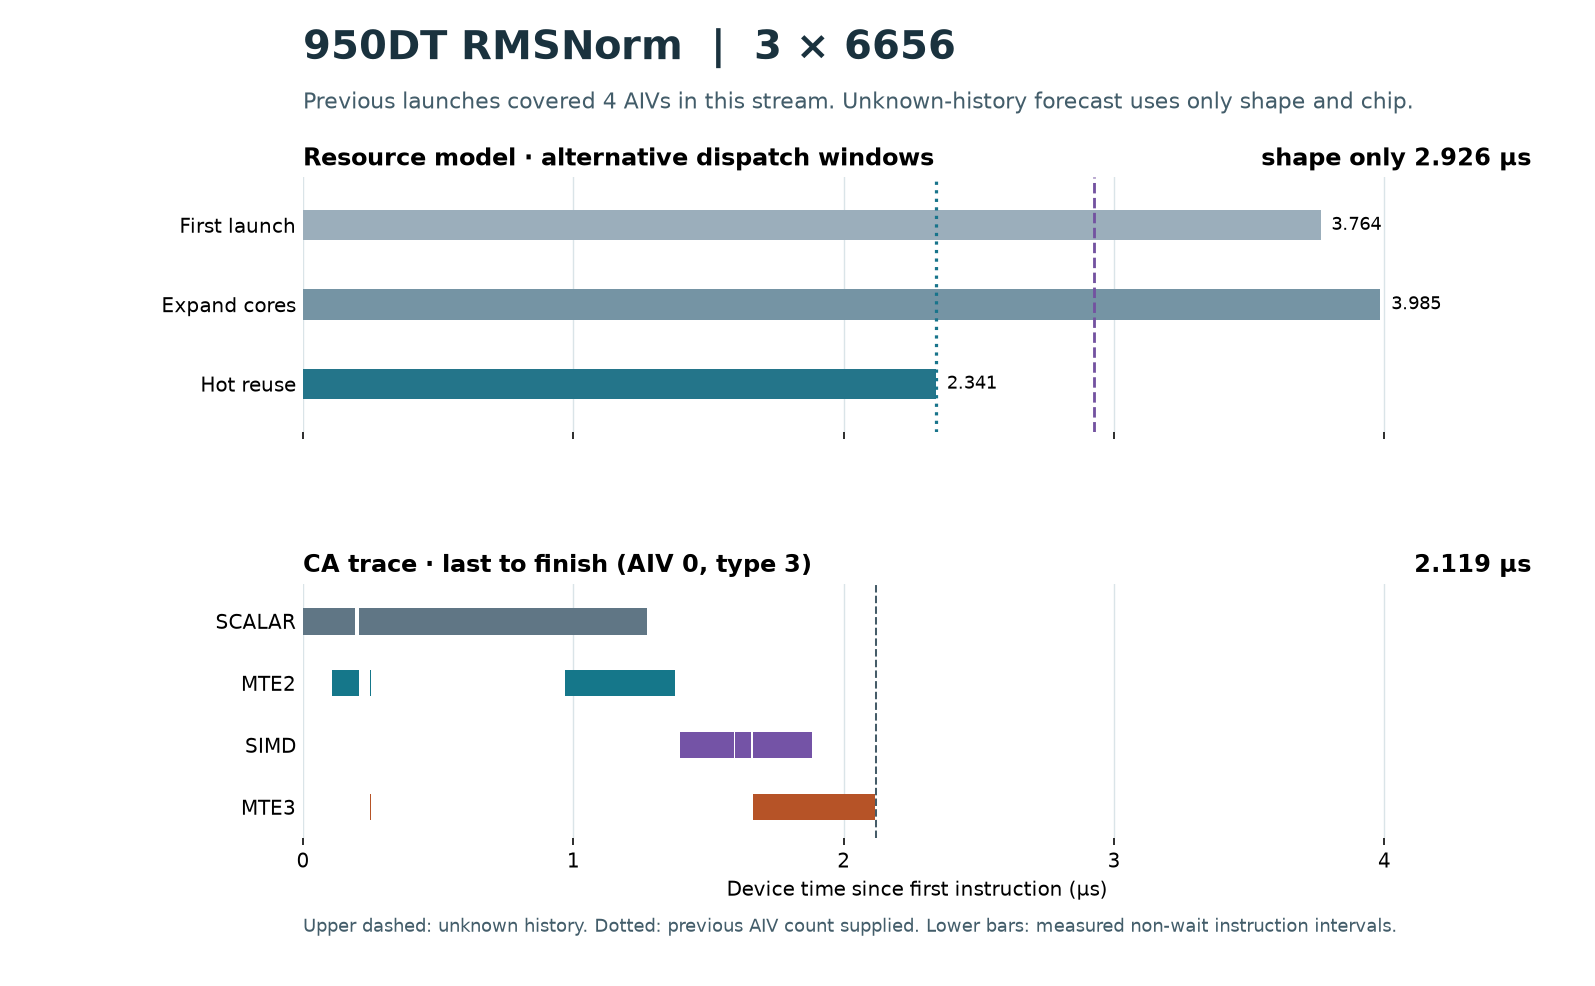 950DT RMSNorm | 3 × 6656
Previous launches covered 4 AIVs in this stream. Unknown-history forecast uses only shape and chip.
Resource model · alternative dispatch windows
shape only 2.926 µs
First launch
3.764
Expand cores
3.985
Hot reuse
2.341
CA trace · last to finish (AIV 0, type 3)
2.119 µs
SCALAR
MTE2
SIMD
MTE3
0 1 2 3 4
Device time since first instruction (µs)
Upper dashed: unknown history. Dotted: previous AIV count supplied. Lower bars: measured non-wait instruction intervals.